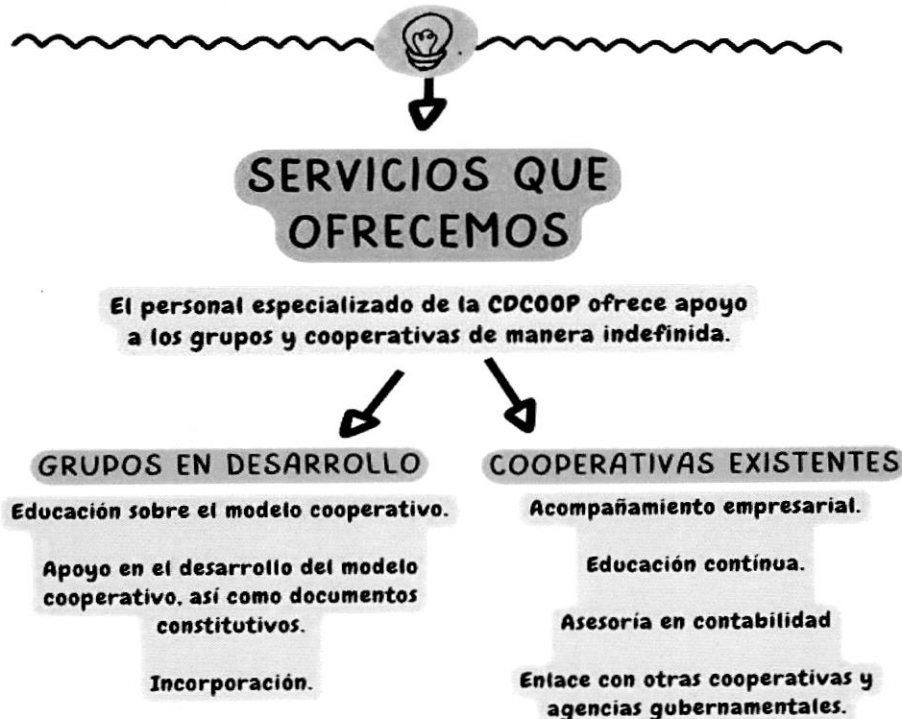 SERVICIOS QUE
OFRECEMOS
El personal especializado de la CDCOOP ofrece apoyo
a los grupos y cooperativas de manera indefinida.
GRUPOS EN DESARROLLO
Educación sobre el modelo cooperativo.
Apoyo en el desarrollo del modelo
cooperativo, así como documentos
constitutivos.
Incorporación.
COOPERATIVAS EXISTENTES
Acompañamiento empresarial.
Educación contínua.
Asesoría en contabilidad
Enlace con otras cooperativas y
agencias gubernamentales.